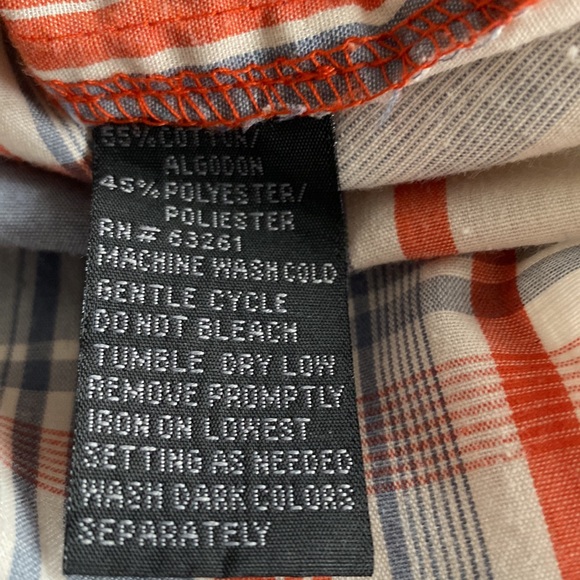 55% COTTON/
ALGODON
45% POLYESTER/
POLIESTER
RN# 63261
MACHINE WASH COLD
GENTLE CYCLE
DO NOT BLEACH
TUMBLE DRY LOW
REMOVE PROMPTLY
IRON ON LOWEST
SETTING AS NEEDED
WASH DARK COLORS
SEPARATELY